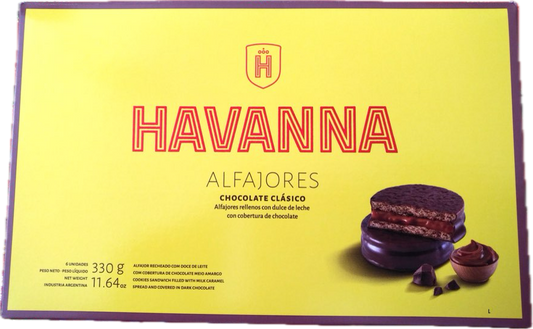 H
HAVANNA
ALFAJORES
CHOCOLATE CLÁSICO
Alfajores rellenos con dulce de leche
con cobertura de chocolate
6 UNIDADES
PESO NETO · PESO LÍQUIDO
NET WEIGHT
INDUSTRIA ARGENTINA
330 g
11.64oz
ALFAJOR RECHEADO COM DOCE DE LEITE
COM COBERTURA DE CHOCOLATE MEIO AMARGO
COOKIES SANDWICH FILLED WITH MILK CARAMEL
SPREAD AND COVERED IN DARK CHOCOLATE
L